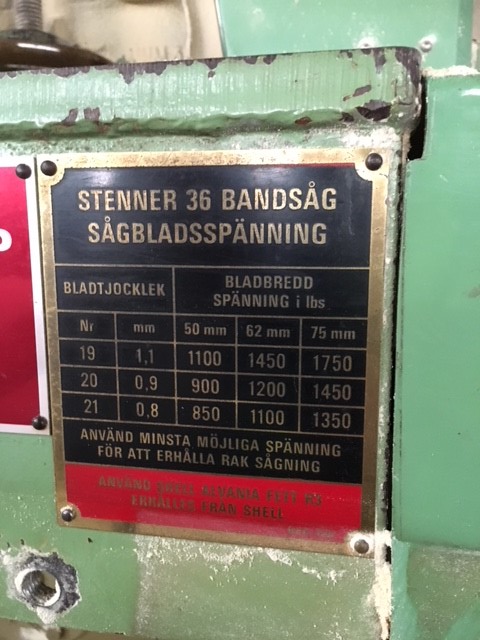 STENNER 36 BANDSÅG
SÅGBLADSSPÄNNING
BLADTJOCKLEK
BLADBREDD
SPÄNNING i lbs
Nr mm 50 mm 62 mm 75 mm
19 1,1 1100 1450 1750
20 0,9 900 1200 1450
21 0,8 850 1100 1350
ANVÄND MINSTA MÖJLIGA SPÄNNING
FÖR ATT ERHÅLLA RAK SÅGNING
ANVÄND SHELL ALVANIA FETT R3
ERHÅLLES FRÅN SHELL